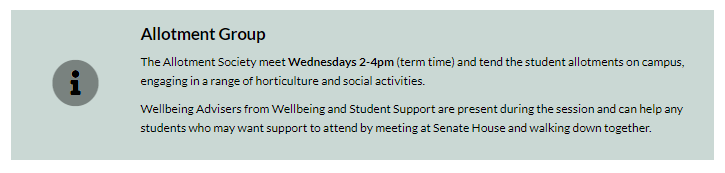 Allotment Group
The Allotment Society meet Wednesdays 2-4pm (term time) and tend the student allotments on campus,
engaging in a range of horticulture and social activities.
Wellbeing Advisers from Wellbeing and Student Support are present during the session and can help any
students who may want support to attend by meeting at Senate House and walking down together.